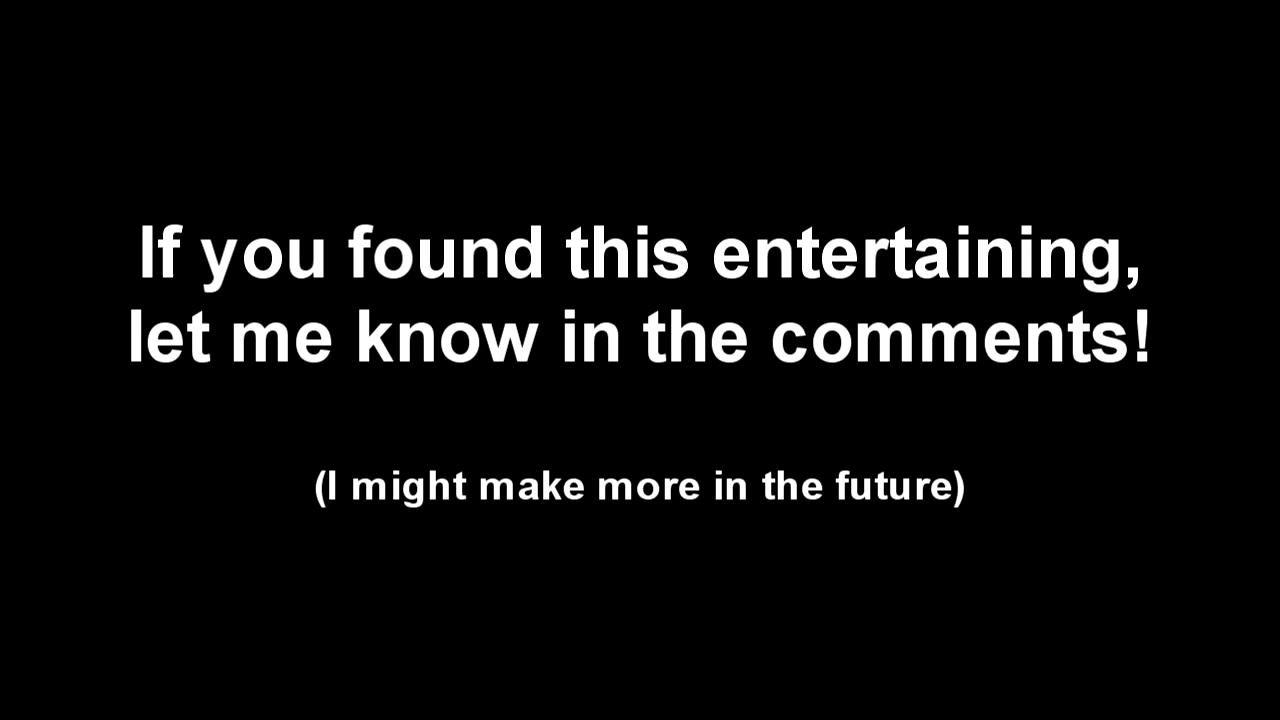 If you found this entertaining,
let me know in the comments!
(I might make more in the future)